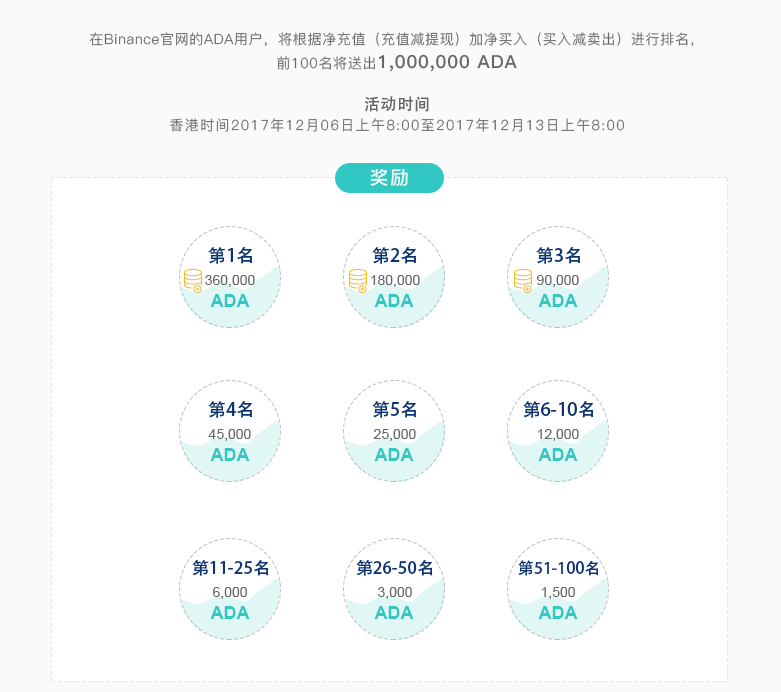 在Binance官网的ADA用户，将根据净充值（充值减提现）加净买入（买入减卖出）进行排名，
前100名将送出1,000,000 ADA
活动时间
香港时间2017年12月06日上午8:00至2017年12月13日上午8:00
奖励
第1名
360,000
ADA
第2名
180,000
ADA
第3名
90,000
ADA
第4名
45,000
ADA
第5名
25,000
ADA
第6-10名
12,000
ADA
第11-25名
6,000
ADA
第26-50名
3,000
ADA
第51-100名
1,500
ADA